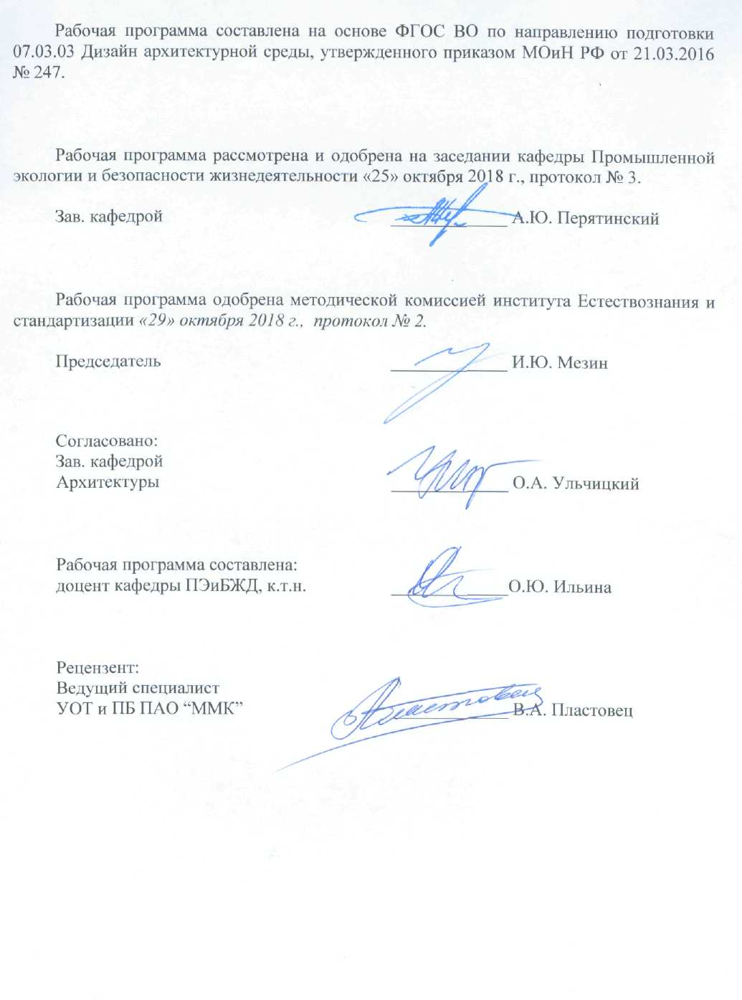 Рабочая программа составлена на основе ФГОС ВО по направлению подготовки
07.03.03 Дизайн архитектурной среды, утвержденного приказом МОиН РФ от 21.03.2016
№ 247.
Рабочая программа рассмотрена и одобрена на заседании кафедры Промышленной
экологии и безопасности жизнедеятельности «25» октября 2018 г., протокол № 3.
Зав. кафедрой А.Ю. Перятинский
Рабочая программа одобрена методической комиссией института Естествознания и
стандартизации «29» октября 2018 г., протокол № 2.
Председатель И.Ю. Мезин
Согласовано:
Зав. кафедрой
Архитектуры О.А. Ульчицкий
Рабочая программа составлена:
доцент кафедры ПЭиБЖД, к.т.н. О.Ю. Ильина
Рецензент:
Ведущий специалист
УОТ и ПБ ПАО “ММК” В.А. Пластовец